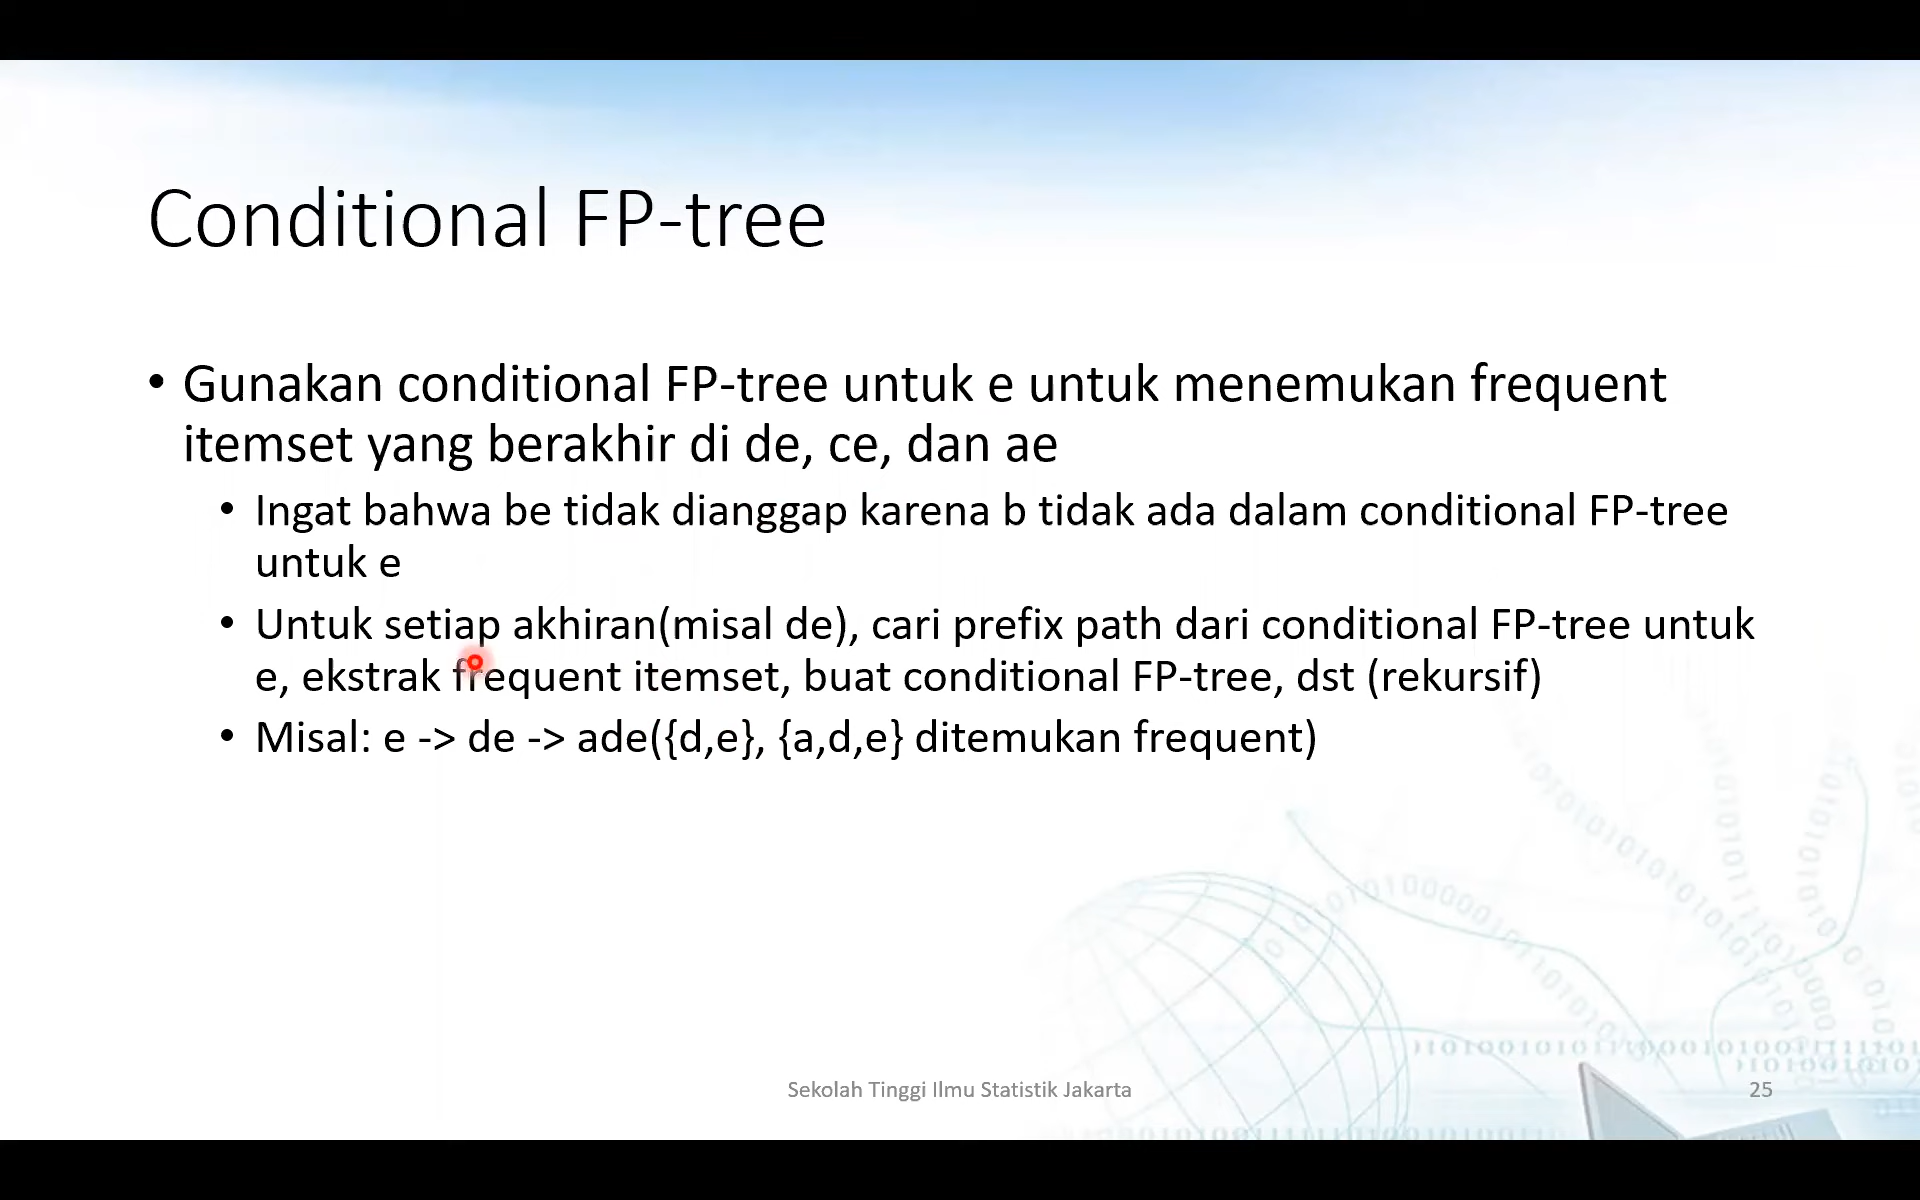 Conditional FP-tree
• Gunakan conditional FP-tree untuk e untuk menemukan frequent
itemset yang berakhir di de, ce, dan ae
• Ingat bahwa be tidak dianggap karena b tidak ada dalam conditional FP-tree
untuk e
• Untuk setiap akhiran(misal de), cari prefix path dari conditional FP-tree untuk
e, ekstrak frequent itemset, buat conditional FP-tree, dst (rekursif)
• Misal: e -> de -> ade({d,e}, {a,d,e} ditemukan frequent)
Sekolah Tinggi Ilmu Statistik Jakarta
25